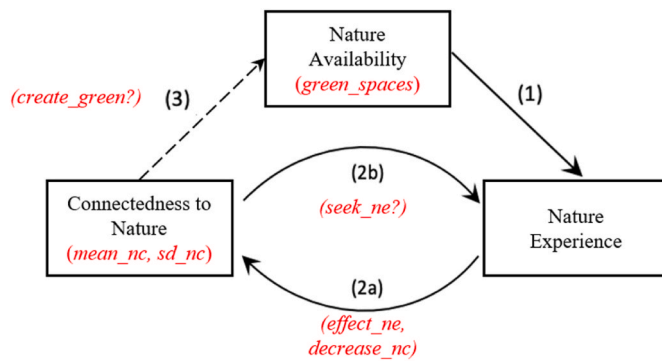 Nature
Availability
(green_spaces)
(create_green?)
(3)
(1)
(2b)
(seek_ne?)
Connectedness to
Nature
(mean_nc, sd_nc)
Nature
Experience
(2a)
(effect_ne,
decrease_nc)